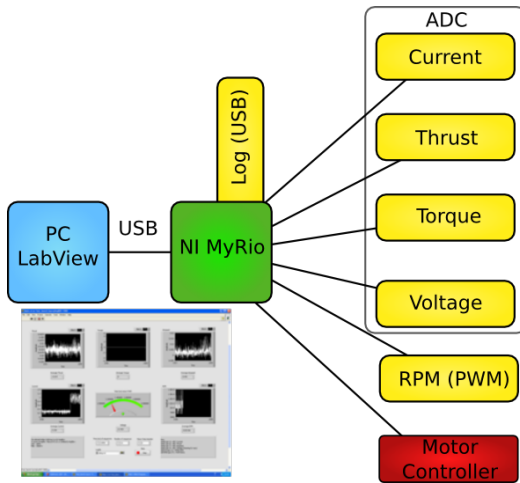 ADC
Current
Log (USB)
Thrust
Torque
USB
PC
LabView
NI MyRio
Voltage
RPM (PWM)
Motor
Controller